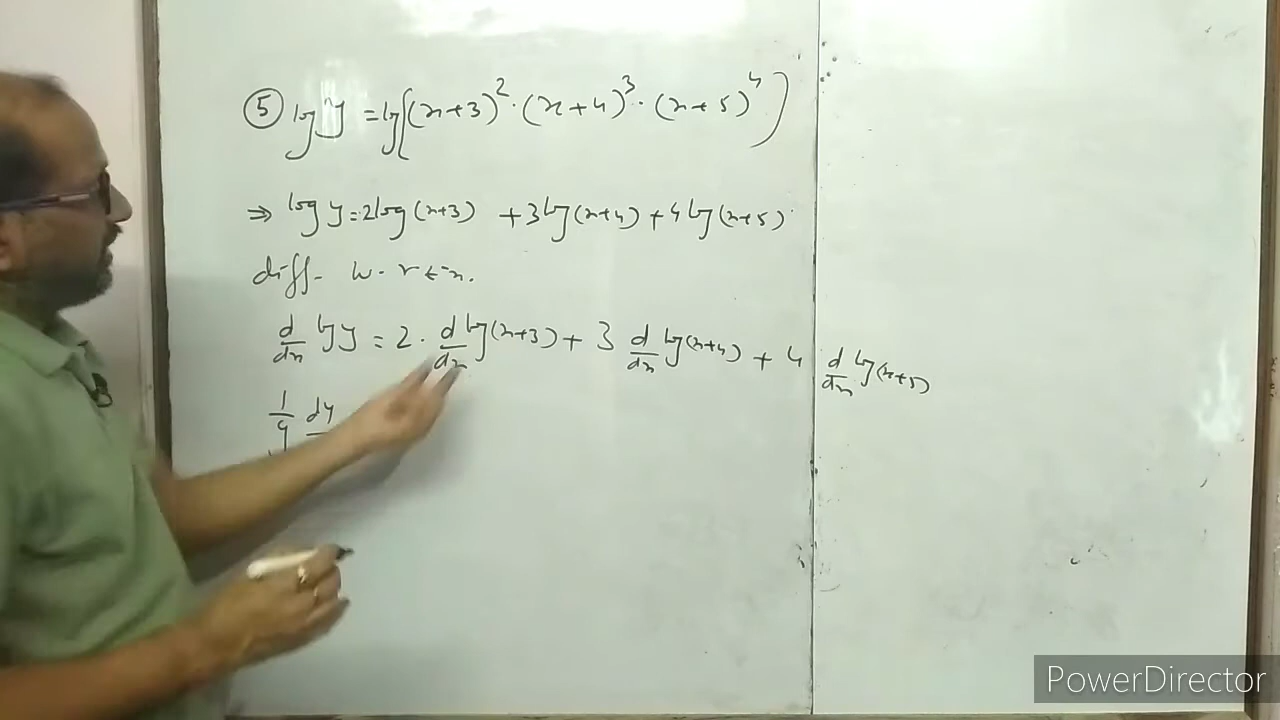 ⑤ log y = log((x+3)² · (x+4)³ · (x+5)⁴)
⇒ log y = 2log(x+3) + 3log(x+4) + 4log(x+5)
diff- w.r.t-x.
d/dx log y = 2 · d/dx log(x+3) + 3 d/dx log(x+4) + 4 d/dx log(x+5)
1/y dy
PowerDirector